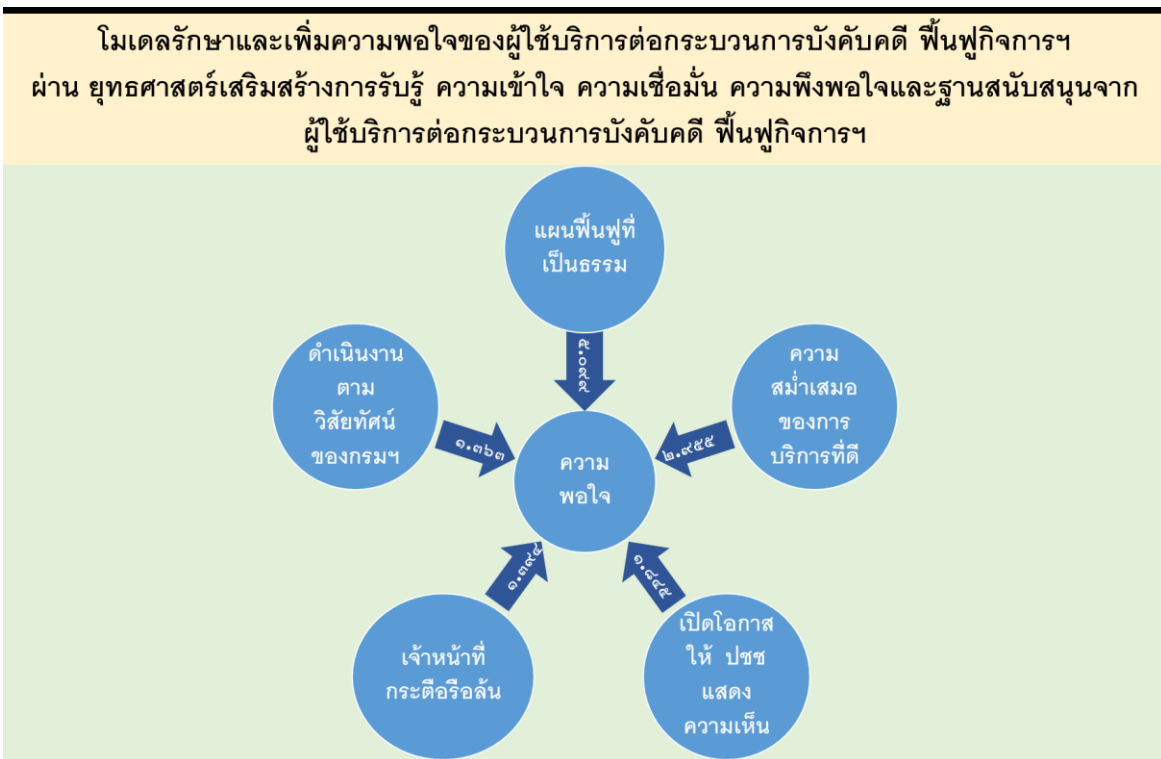 โมเดลรักษาและเพิ่มความพอใจของผู้ใช้บริการต่อกระบวนการบังคับคดี ฟื้นฟูกิจการฯ
ผ่าน ยุทธศาสตร์เสริมสร้างการรับรู้ ความเข้าใจ ความเชื่อมั่น ความพึงพอใจและฐานสนับสนุนจาก
ผู้ใช้บริการต่อกระบวนการบังคับคดี ฟื้นฟูกิจการฯ
แผนฟื้นฟูที่
เป็นธรรม
๕.๐๙๙
ความ
สม่ำเสมอ
ของการ
บริการที่ดี
๒.๙๕๕
เปิดโอกาส
ให้ ปชช
แสดง
ความเห็น
๑.๘๔๕
เจ้าหน้าที่
กระตือรือล้น
๑.๓๙๔
ดำเนินงาน
ตาม
วิสัยทัศน์
ของกรมฯ
๑.๓๖๓
ความ
พอใจ